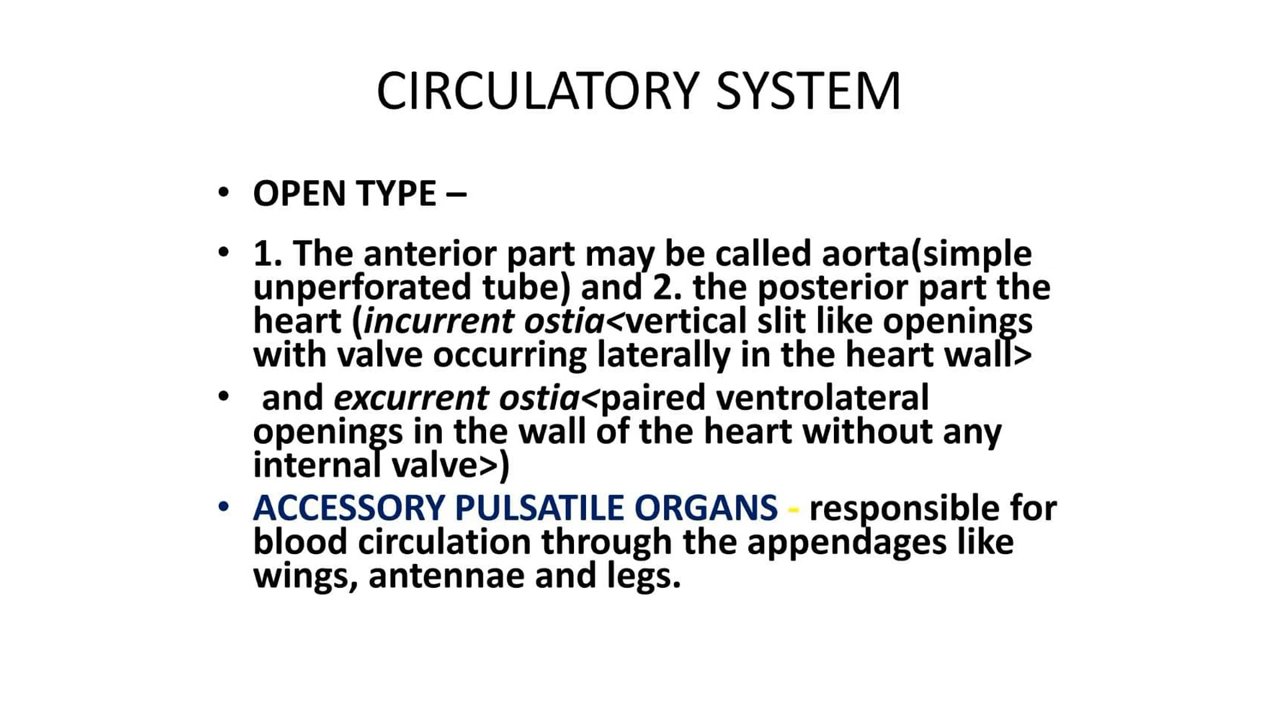 CIRCULATORY SYSTEM
• OPEN TYPE –
• 1. The anterior part may be called aorta(simple
unperforated tube) and 2. the posterior part the
heart (incurrent ostia<vertical slit like openings
with valve occurring laterally in the heart wall>
• and excurrent ostia<paired ventrolateral
openings in the wall of the heart without any
internal valve>)
• ACCESSORY PULSATILE ORGANS - responsible for
blood circulation through the appendages like
wings, antennae and legs.